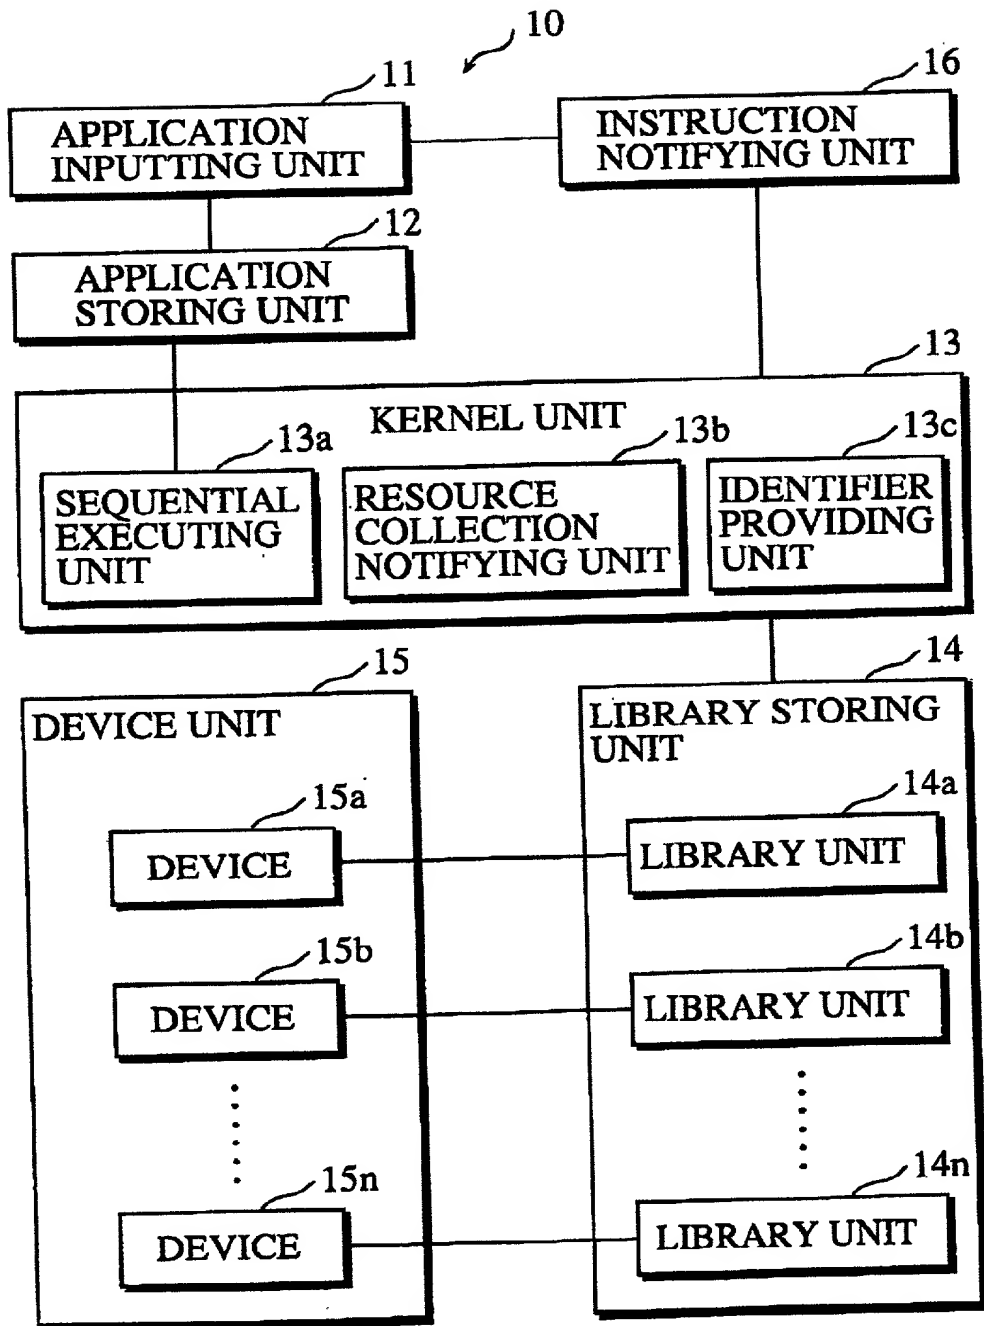 10
11
APPLICATION
INPUTTING UNIT
16
INSTRUCTION
NOTIFYING UNIT
12
APPLICATION
STORING UNIT
13
KERNEL UNIT
13a
SEQUENTIAL
EXECUTING
UNIT
13b
RESOURCE
COLLECTION
NOTIFYING UNIT
13c
IDENTIFIER
PROVIDING
UNIT
15
DEVICE UNIT
14
LIBRARY STORING
UNIT
15a
DEVICE
14a
LIBRARY UNIT
15b
DEVICE
14b
LIBRARY UNIT
15n
DEVICE
14n
LIBRARY UNIT